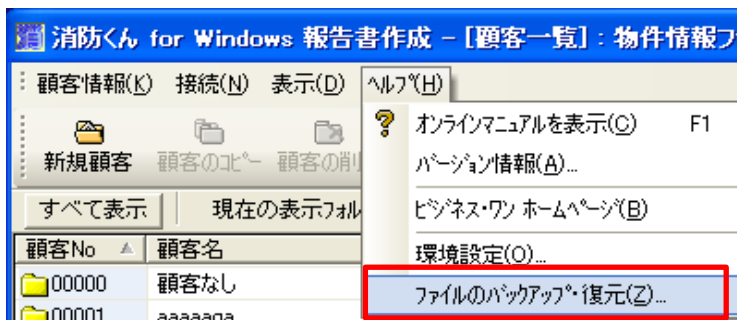 消防くん for Windows 報告書作成 - [顧客一覧] : 物件情報フ
顧客情報(K) 接続(N) 表示(D) ﾍﾙﾌﾟ(H)
新規顧客 顧客のｺﾋﾟｰ 顧客の削
ｵﾝﾗｲﾝﾏﾆｭｱﾙを表示(C) F1
ﾊﾞｰｼﾞｮﾝ情報(A)...
ﾋﾞｼﾞﾈｽ･ﾜﾝ ﾎｰﾑﾍﾟｰｼﾞ(B)
環境設定(O)...
ﾌｧｲﾙのﾊﾞｯｸｱｯﾌﾟ･復元(Z)...
すべて表示 現在の表示ﾌｫﾙ
顧客No 顧客名
00000 顧客なし
00001 aaaaaga